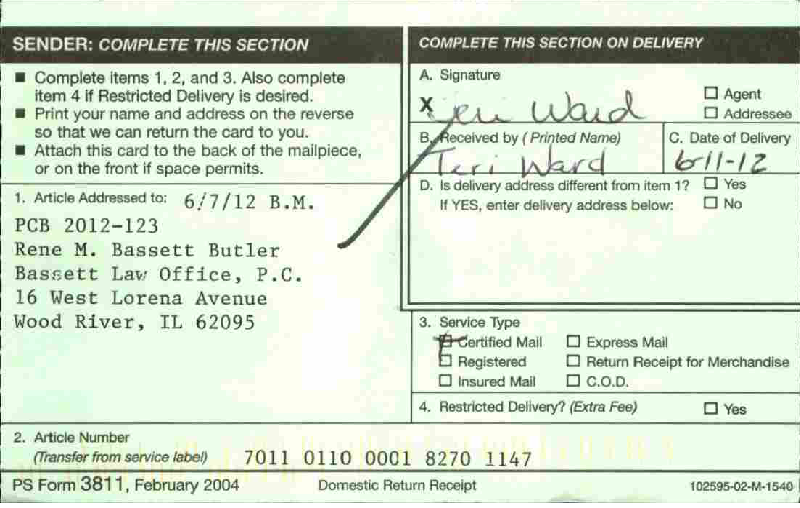 SENDER: COMPLETE THIS SECTION
■ Complete items 1, 2, and 3. Also complete
item 4 if Restricted Delivery is desired.
■ Print your name and address on the reverse
so that we can return the card to you.
■ Attach this card to the back of the mailpiece,
or on the front if space permits.
1. Article Addressed to: 6/7/12 B.M.
PCB 2012-123
Rene M. Bassett Butler
Bassett Law Office, P.C.
16 West Lorena Avenue
Wood River, IL 62095
2. Article Number
(Transfer from service label) 7011 0110 0001 8270 1147
COMPLETE THIS SECTION ON DELIVERY
A. Signature
X Teri Ward
☐ Agent
☐ Addressee
B. Received by (Printed Name)
Teri Ward
C. Date of Delivery
6-11-12
D. Is delivery address different from item 1? ☐ Yes
If YES, enter delivery address below: ☐ No
3. Service Type
☐ Certified Mail ☐ Express Mail
☐ Registered ☐ Return Receipt for Merchandise
☐ Insured Mail ☐ C.O.D.
4. Restricted Delivery? (Extra Fee) ☐ Yes
PS Form 3811, February 2004 Domestic Return Receipt 102595-02-M-1540